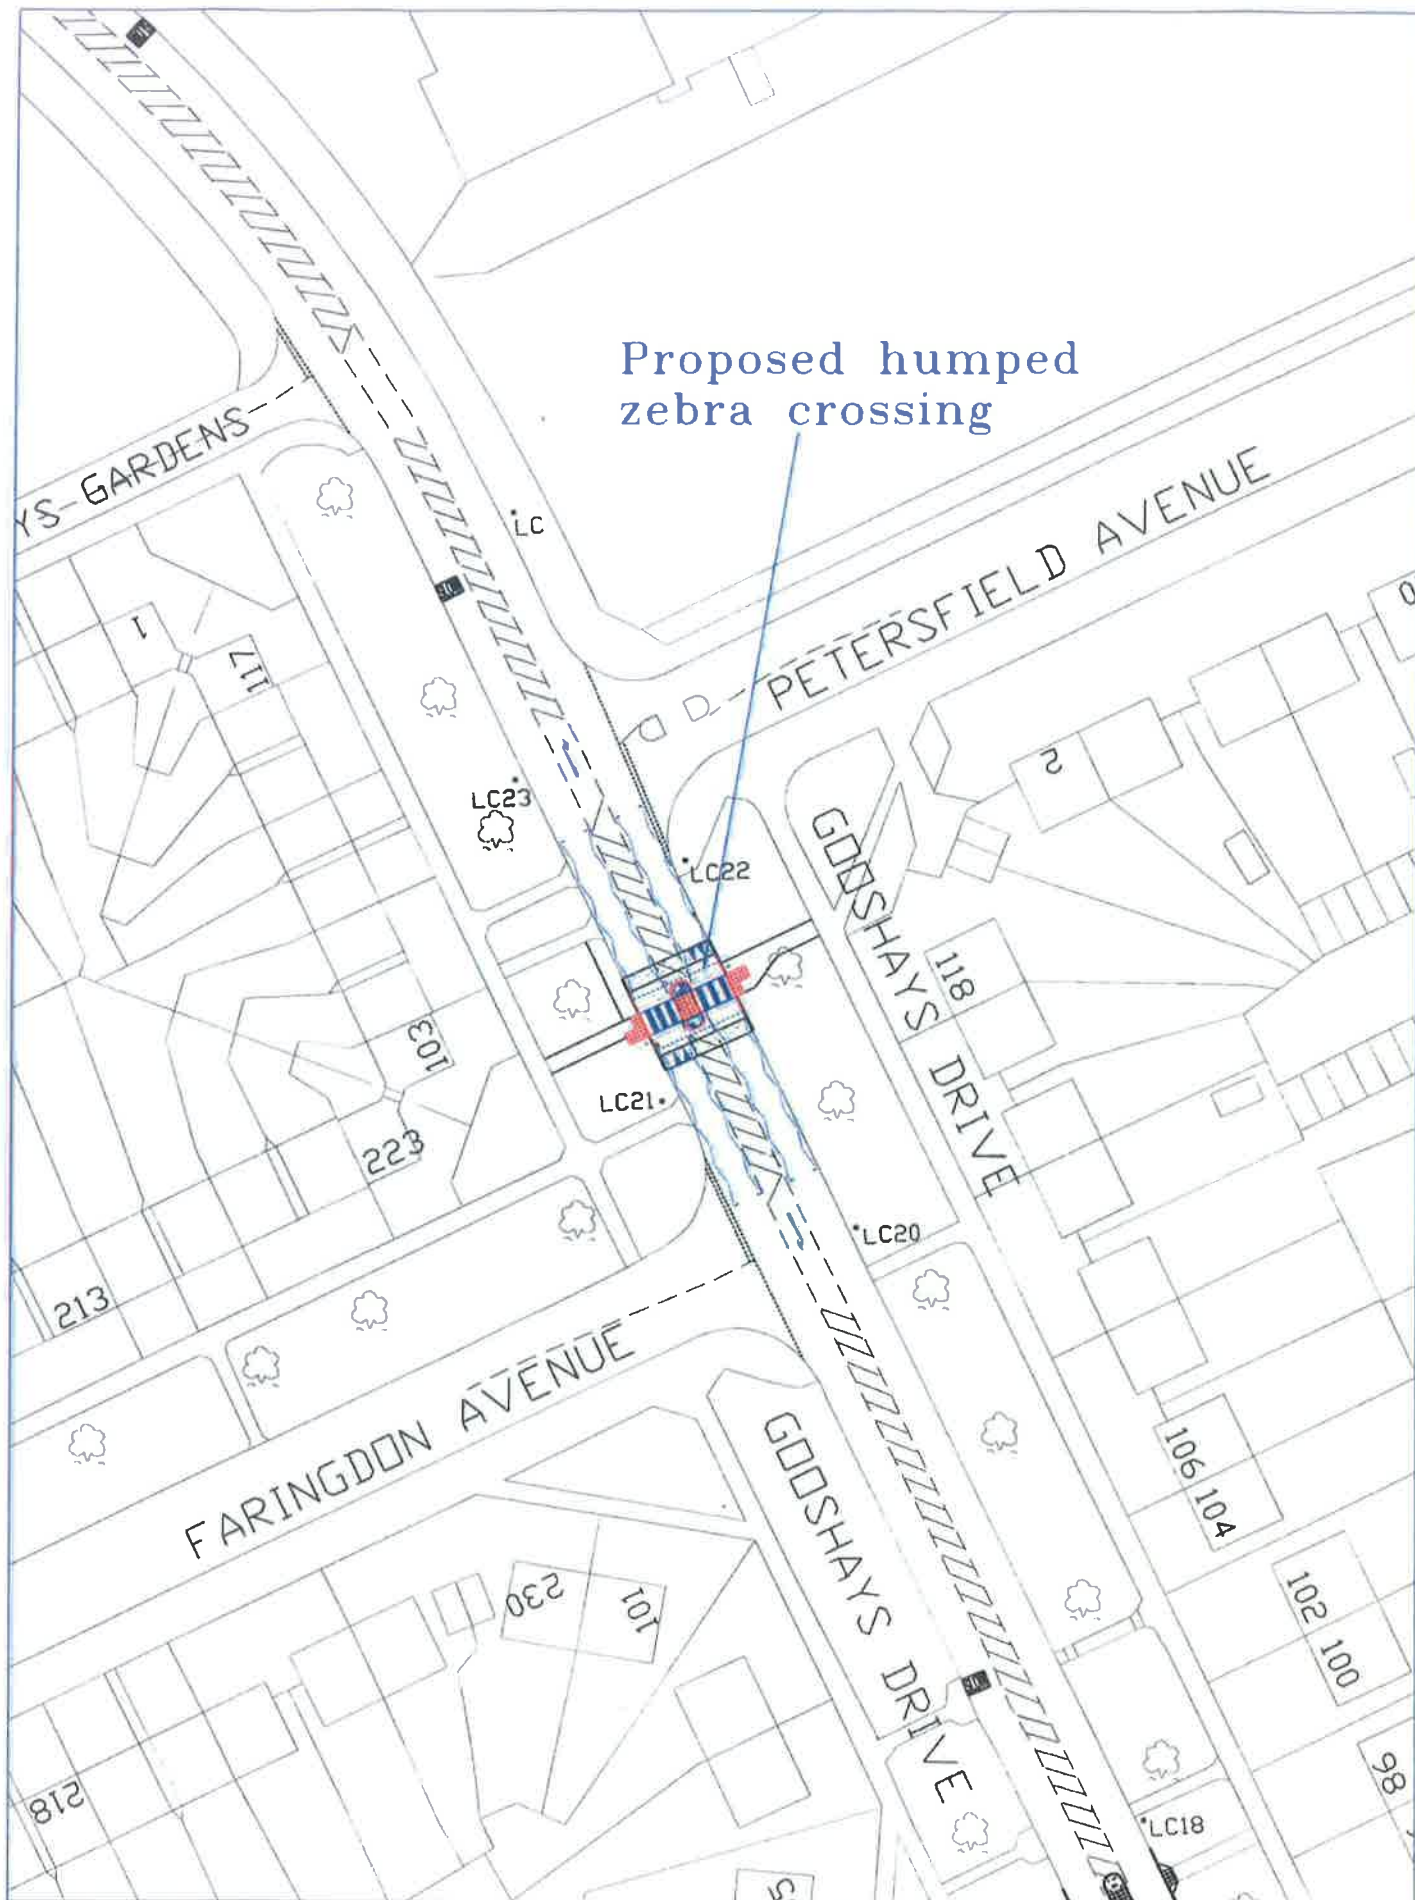 Proposed humped
zebra crossing
YS-GARDENS
LC
PETERSFIELD AVENUE
1
117
2
LC23
LC22
GOOSHAYS DRIVE
118
103
LC21
223
LC20
213
FARINGDON AVENUE
GOOSHAYS DRIVE
106
104
230
101
102
100
98
218
LC18